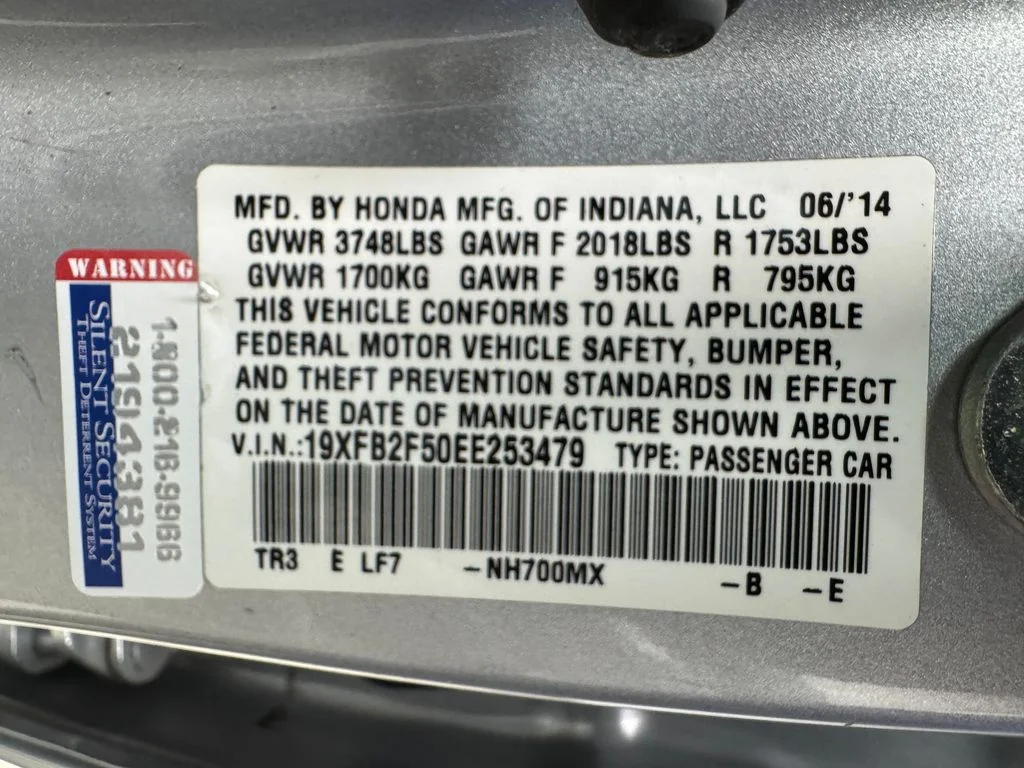 MFD. BY HONDA MFG. OF INDIANA, LLC 06/'14
GVWR 3748LBS GAWR F 2018LBS R 1753LBS
GVWR 1700KG GAWR F 915KG R 795KG
THIS VEHICLE CONFORMS TO ALL APPLICABLE
FEDERAL MOTOR VEHICLE SAFETY, BUMPER,
AND THEFT PREVENTION STANDARDS IN EFFECT
ON THE DATE OF MANUFACTURE SHOWN ABOVE.
V.I.N.:19XFB2F50EE253479 TYPE: PASSENGER CAR
TR3 E LF7 -NH700MX -B -E
WARNING
1-800-216-9966
21514381
SILENT SECURITY
THEFT DETERRENT SYSTEM